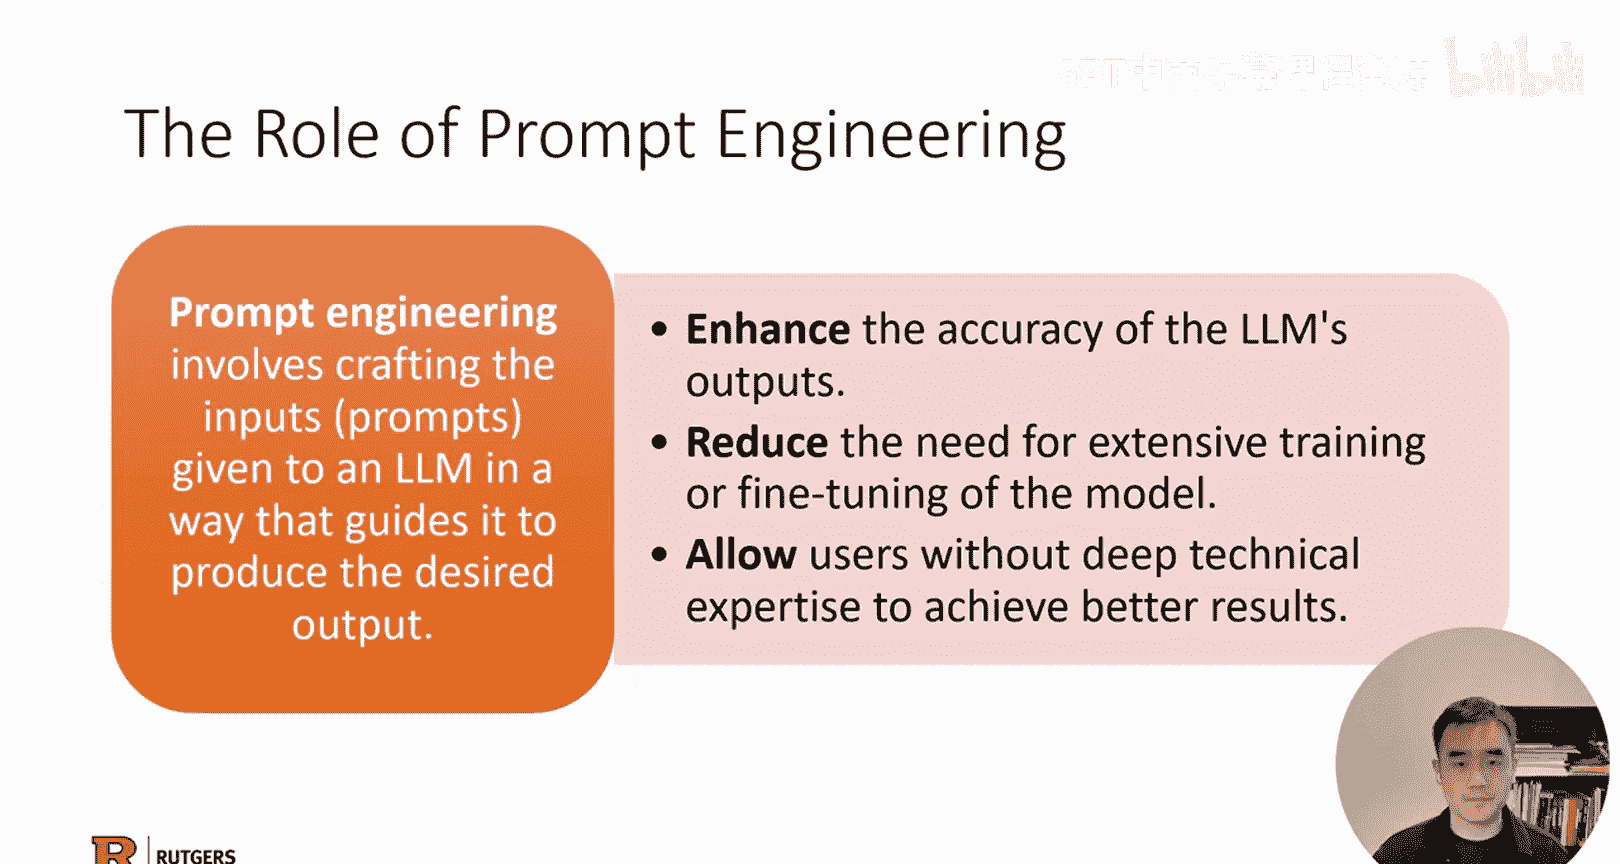 bilibili
The Role of Prompt Engineering
Prompt engineering
involves crafting the
inputs (prompts)
given to an LLM in a
way that guides it to
produce the desired
output.
• Enhance the accuracy of the LLM's
outputs.
• Reduce the need for extensive training
or fine-tuning of the model.
• Allow users without deep technical
expertise to achieve better results.
R RUTGERS